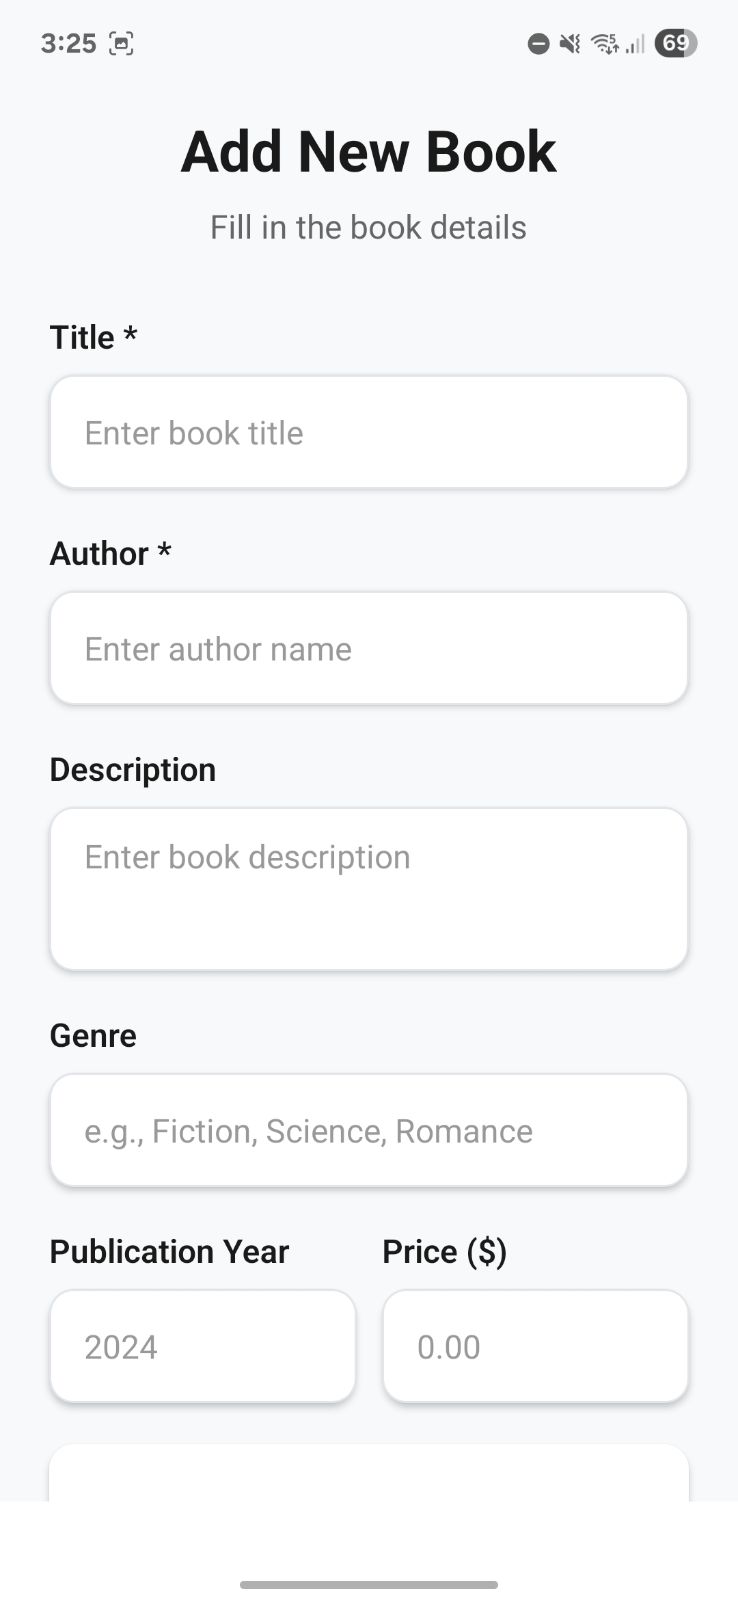 3:25
69
Add New Book
Fill in the book details
Title *
Enter book title
Author *
Enter author name
Description
Enter book description
Genre
e.g., Fiction, Science, Romance
Publication Year Price ($)
2024 0.00